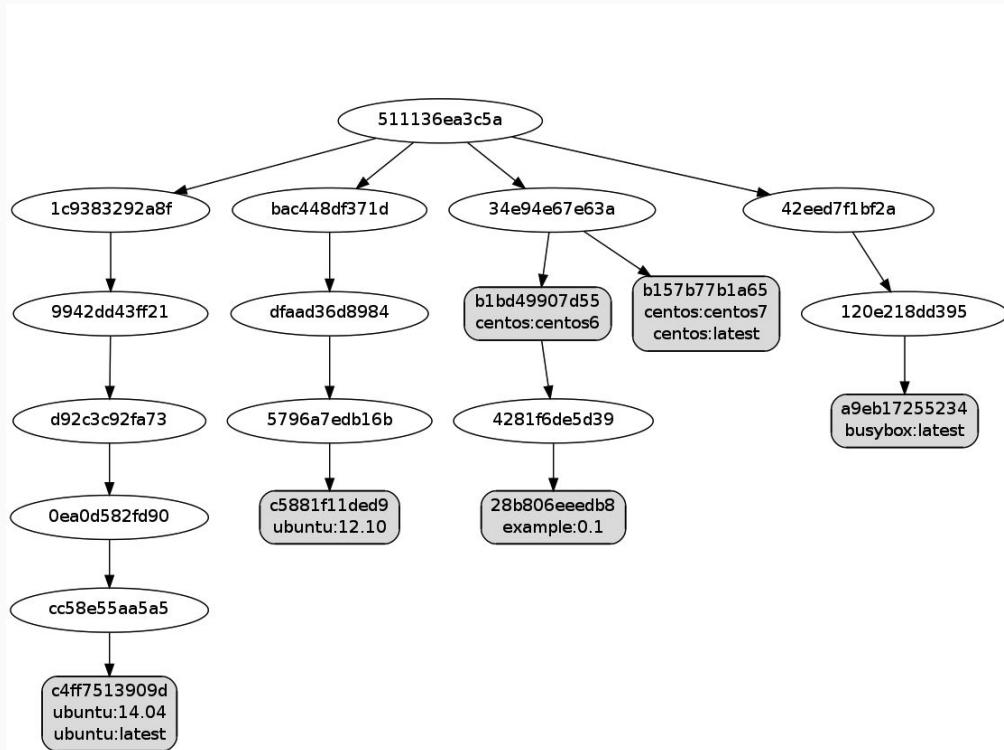 511136ea3c5a
1c9383292a8f
bac448df371d
34e94e67e63a
42eed7f1bf2a
9942dd43ff21
dfaad36d8984
b1bd49907d55
centos:centos6
b157b77b1a65
centos:centos7
centos:latest
120e218dd395
d92c3c92fa73
5796a7edb16b
4281f6de5d39
a9eb17255234
busybox:latest
0ea0d582fd90
c5881f11ded9
ubuntu:12.10
28b806eeedb8
example:0.1
cc58e55aa5a5
c4ff7513909d
ubuntu:14.04
ubuntu:latest